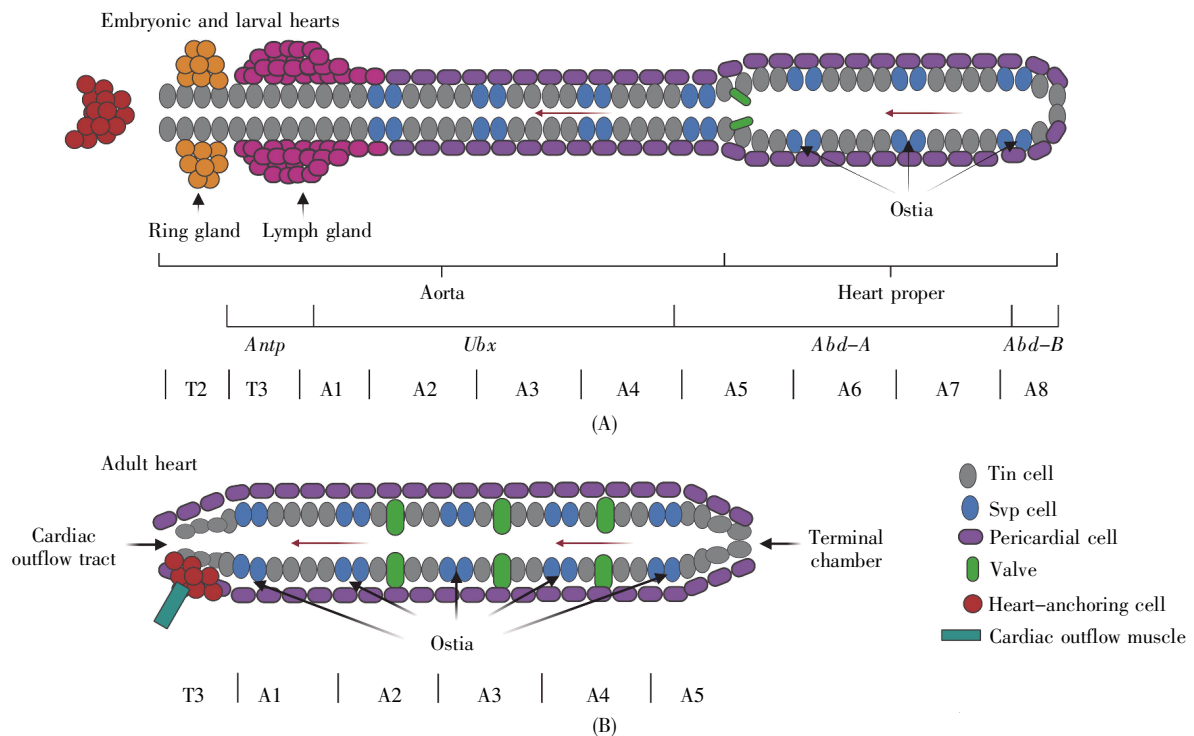 Embryonic and larval hearts
Ostia
Ring gland
Lymph gland
Aorta
Heart proper
Antp
Ubx
Abd-A
Abd-B
T2
T3
A1
A2
A3
A4
A5
A6
A7
A8
(A)
Adult heart
Cardiac
outflow tract
Terminal
chamber
Ostia
T3
A1
A2
A3
A4
A5
(B)
Tin cell
Svp cell
Pericardial cell
Valve
Heart-anchoring cell
Cardiac outflow muscle